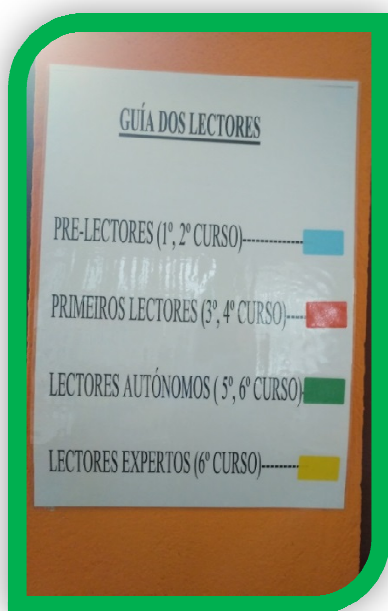 GUÍA DOS LECTORES
PRE-LECTORES (1º, 2º CURSO)------------
PRIMEIROS LECTORES (3º, 4º CURSO)----
LECTORES AUTÓNOMOS ( 5º, 6º CURSO)-
LECTORES EXPERTOS (6º CURSO)---------